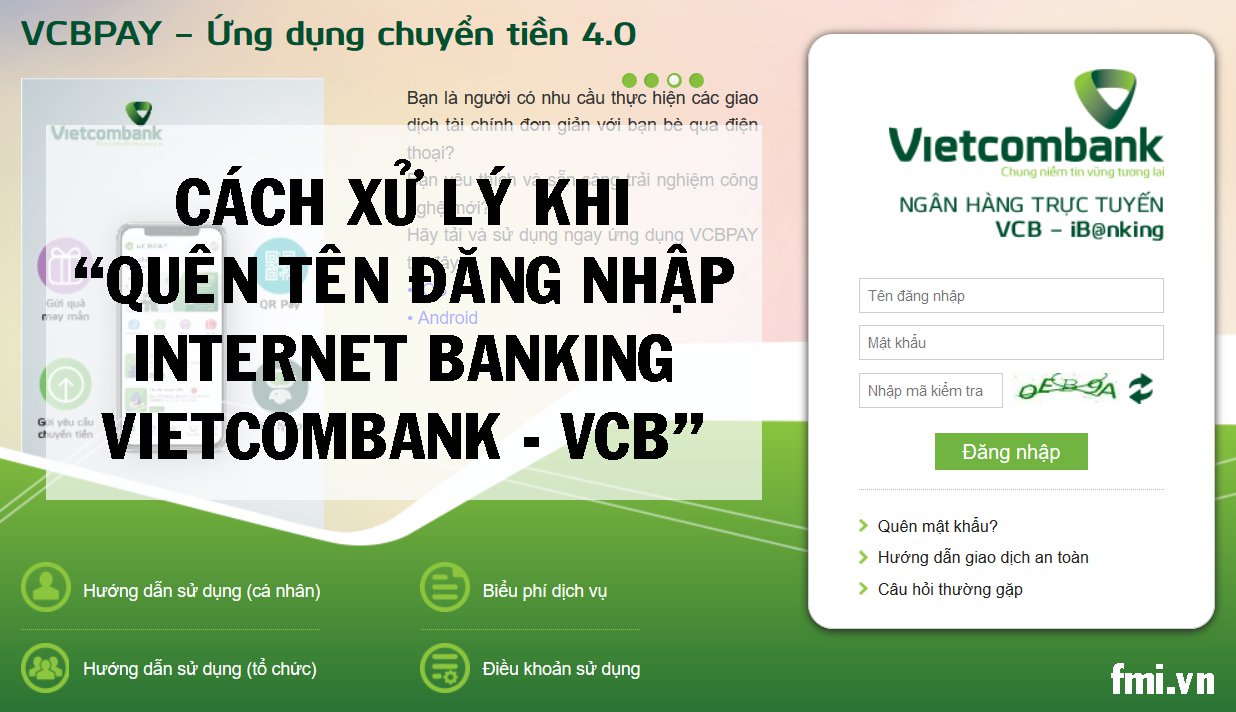 VCBPAY – Ứng dụng chuyển tiền 4.0
Vietcombank
Bạn là người có nhu cầu thực hiện các giao
dịch tài chính đơn giản với bạn bè qua điện
thoại?
Bạn yêu thích và sẵn sàng trải nghiệm công
nghệ mới?
Hãy tải và sử dụng ngay ứng dụng VCBPAY
• Android
Gửi quà
may mắn
QR Pay
Gửi yêu cầu
chuyển tiền
VCBPAY
CÁCH XỬ LÝ KHI
“QUÊN TÊN ĐĂNG NHẬP
INTERNET BANKING
VIETCOMBANK - VCB”
Vietcombank
Chung niềm tin vững tương lai
NGÂN HÀNG TRỰC TUYẾN
VCB – iB@nking
Tên đăng nhập
Mật khẩu
Nhập mã kiểm tra
QEB9A
Đăng nhập
Quên mật khẩu?
Hướng dẫn giao dịch an toàn
Câu hỏi thường gặp
Hướng dẫn sử dụng (cá nhân)
Biểu phí dịch vụ
Hướng dẫn sử dụng (tổ chức)
Điều khoản sử dụng
fmi.vn